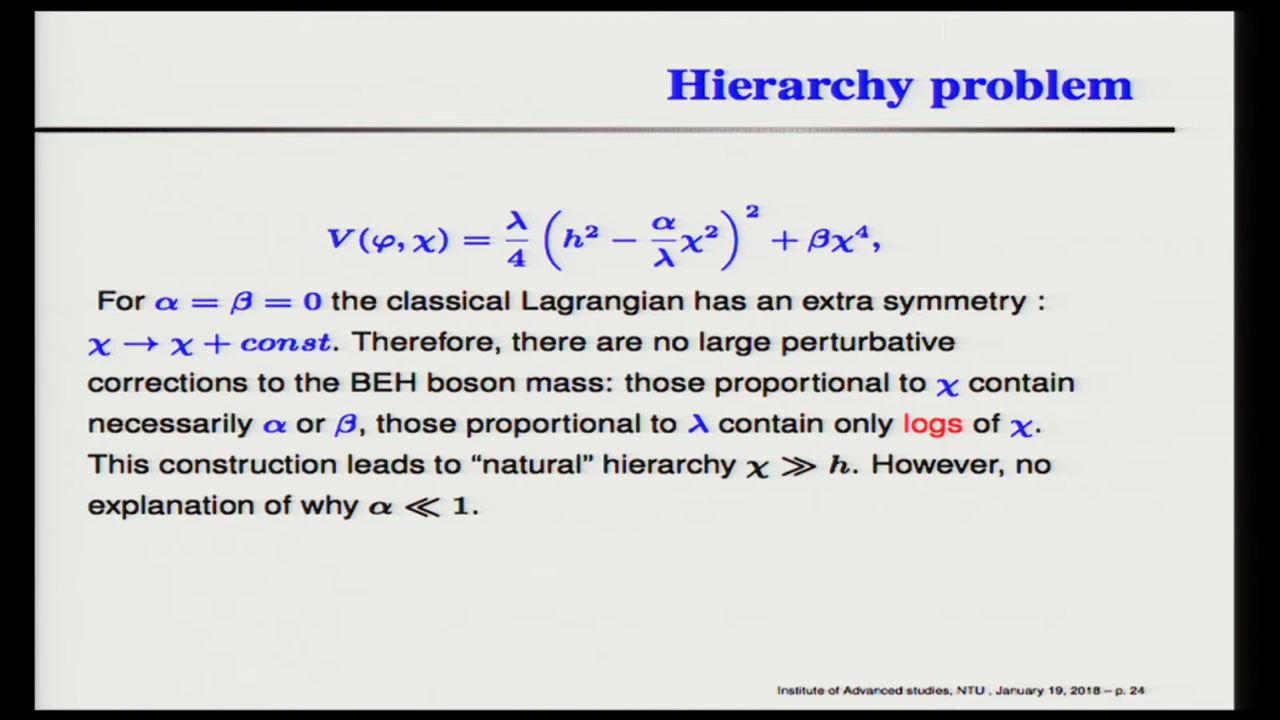 Hierarchy problem
V(φ, χ) = λ/4 (h² − α/λ χ²)² + βχ⁴,
For α = β = 0 the classical Lagrangian has an extra symmetry :
χ → χ + const. Therefore, there are no large perturbative
corrections to the BEH boson mass: those proportional to χ contain
necessarily α or β, those proportional to λ contain only logs of χ.
This construction leads to “natural” hierarchy χ ≫ h. However, no
explanation of why α ≪ 1.
Institute of Advanced studies, NTU , January 19, 2018 – p. 24